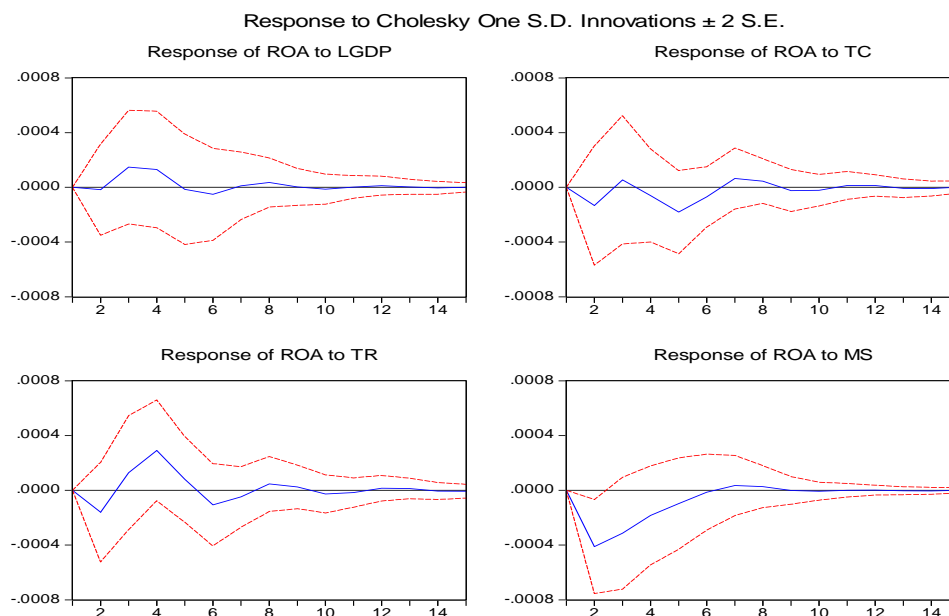 Response to Cholesky One S.D. Innovations ± 2 S.E.
Response of ROA to LGDP
.0008
.0004
.0000
-.0004
-.0008
2 4 6 8 10 12 14
Response of ROA to TC
.0008
.0004
.0000
-.0004
-.0008
2 4 6 8 10 12 14
Response of ROA to TR
.0008
.0004
.0000
-.0004
-.0008
2 4 6 8 10 12 14
Response of ROA to MS
.0008
.0004
.0000
-.0004
-.0008
2 4 6 8 10 12 14